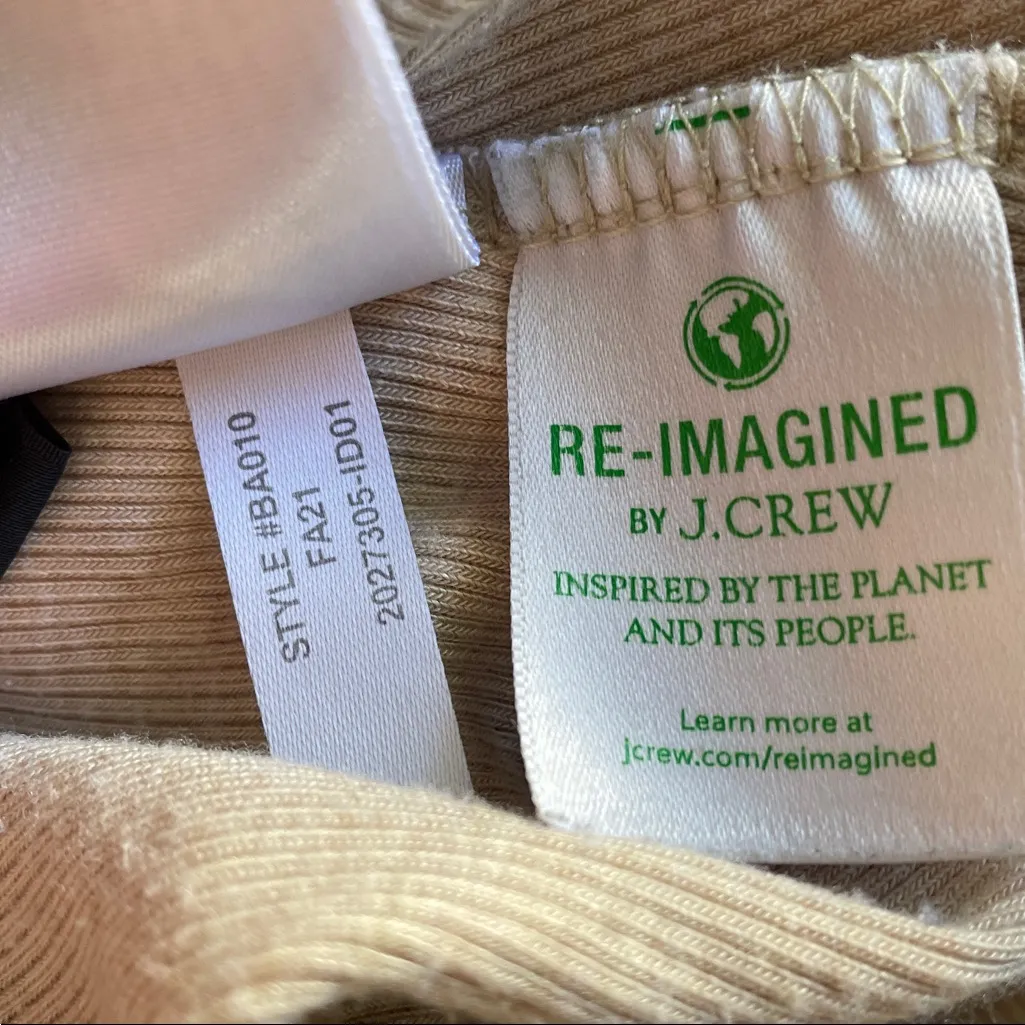 STYLE #BA010
FA21
2027305-ID01
RE-IMAGINED
BY J.CREW
INSPIRED BY THE PLANET
AND ITS PEOPLE.
Learn more at
jcrew.com/reimagined